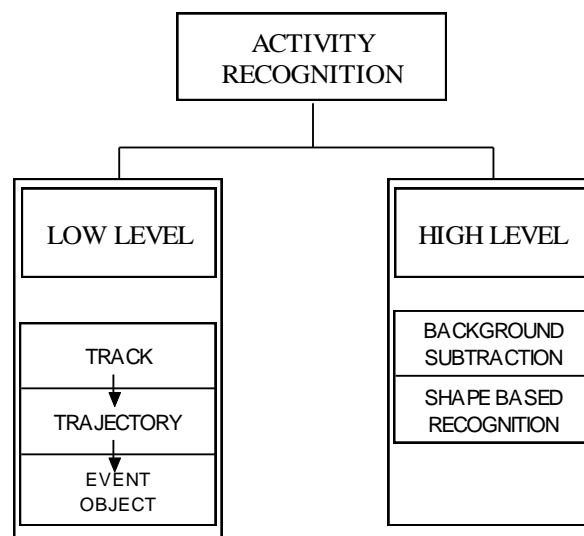 ACTIVITY
RECOGNITION
LOW LEVEL
TRACK
TRAJECTORY
EVENT
OBJECT
HIGH LEVEL
BACKGROUND
SUBTRACTION
SHAPE BASED
RECOGNITION